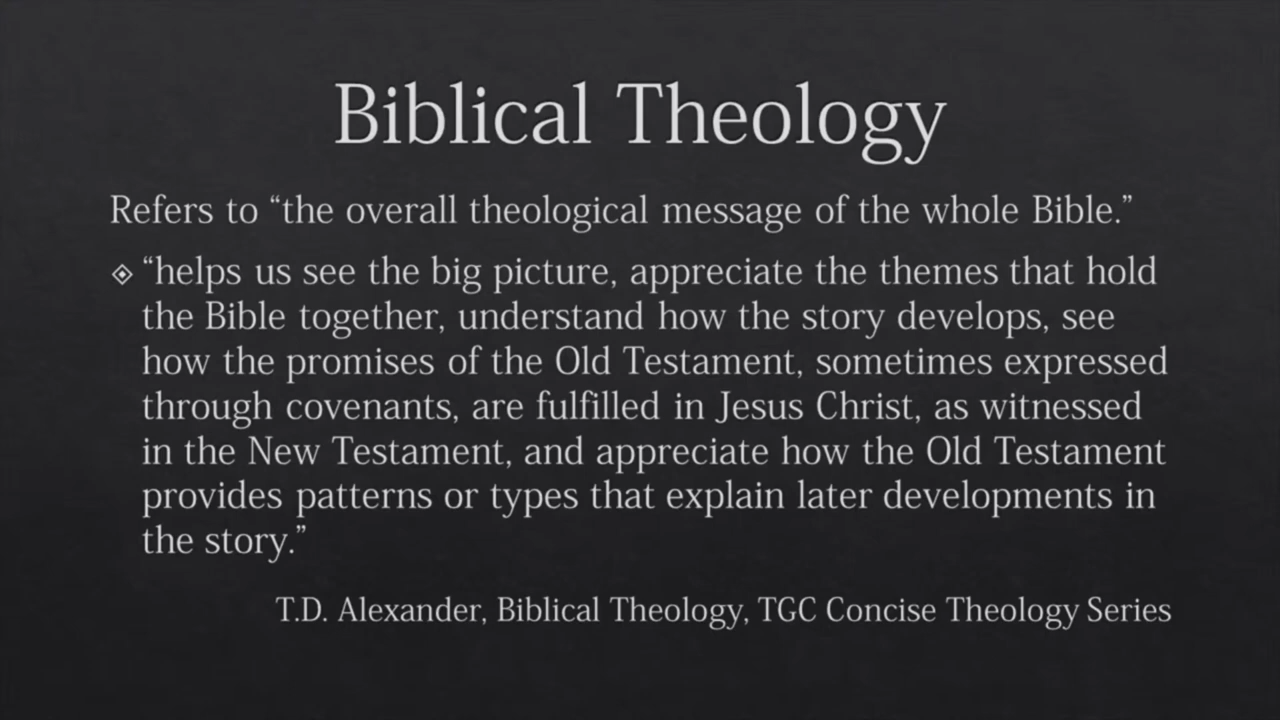 Biblical Theology
Refers to “the overall theological message of the whole Bible.”
“helps us see the big picture, appreciate the themes that hold
the Bible together, understand how the story develops, see
how the promises of the Old Testament, sometimes expressed
through covenants, are fulfilled in Jesus Christ, as witnessed
in the New Testament, and appreciate how the Old Testament
provides patterns or types that explain later developments in
the story.”
T.D. Alexander, Biblical Theology, TGC Concise Theology Series